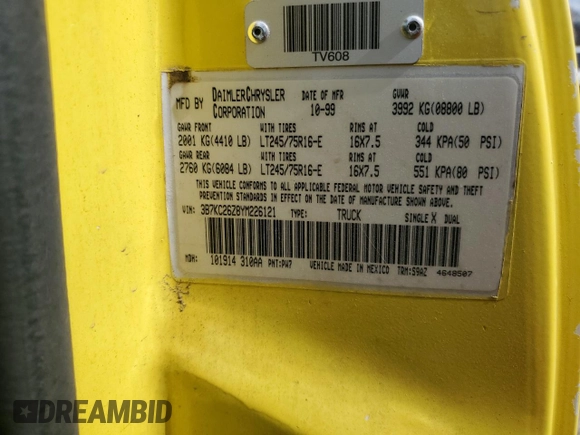 TV608
MFD BY DAIMLERCHRYSLER CORPORATION DATE OF MFR 10-99 GVWR 3992 KG(08800 LB)
GAWR FRONT WITH TIRES RIMS AT COLD
2001 KG(4410 LB) LT245/75R16-E 16X7.5 344 KPA(50 PSI)
GAWR REAR WITH TIRES RIMS AT COLD
2760 KG(6084 LB) LT245/75R16-E 16X7.5 551 KPA(80 PSI)
THIS VEHICLE CONFORMS TO ALL APPLICABLE FEDERAL MOTOR VEHICLE SAFETY AND THEFT
PREVENTION STANDARDS IN EFFECT ON THE DATE OF MANUFACTURE SHOWN ABOVE.
VIN: 3B7KC26Z8YM226121 TYPE: TRUCK SINGLE X DUAL
MDH: 101914 310AA PNT:PW7 VEHICLE MADE IN MEXICO TRM:S9AZ 4648507
DREAMBID